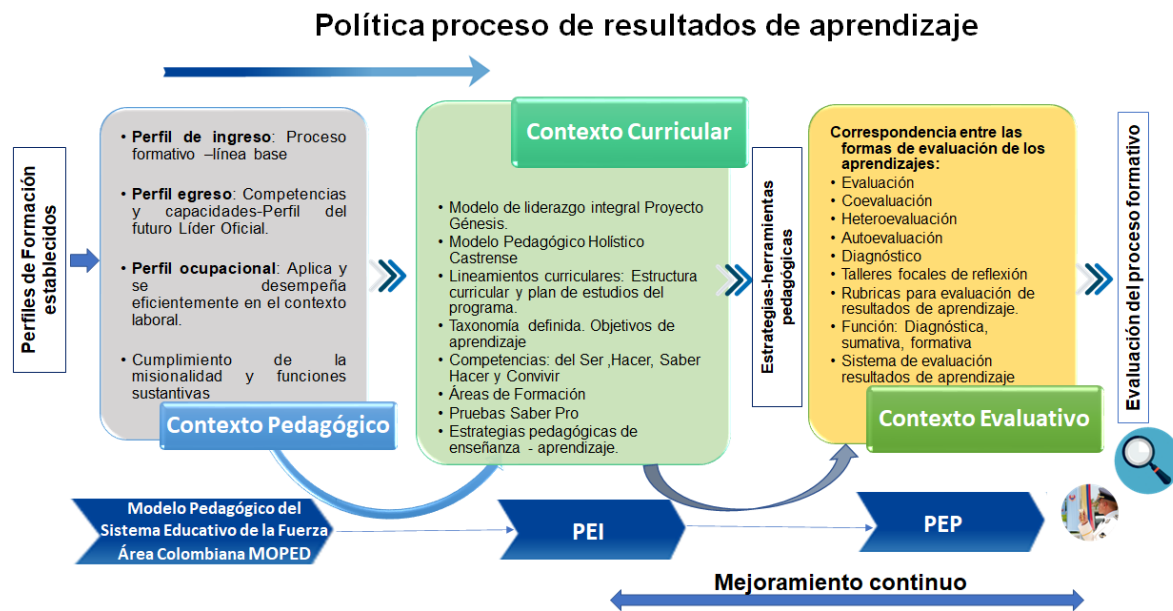 Política proceso de resultados de aprendizaje
Perfiles de Formación
establecidos
• Perfil de ingreso: Proceso
formativo –línea base
• Perfil egreso: Competencias
y capacidades-Perfil del
futuro Líder Oficial.
• Perfil ocupacional: Aplica y
se desempeña
eficientemente en el contexto
laboral.
• Cumplimiento de la
misionalidad y funciones
sustantivas
Contexto Pedagógico
Contexto Curricular
• Modelo de liderazgo integral Proyecto
Génesis.
• Modelo Pedagógico Holístico
Castrense
• Lineamientos curriculares: Estructura
curricular y plan de estudios del
programa.
• Taxonomía definida. Objetivos de
aprendizaje
• Competencias: del Ser ,Hacer, Saber
Hacer y Convivir
• Áreas de Formación
• Pruebas Saber Pro
• Estrategias pedagógicas de
enseñanza - aprendizaje.
Estrategias-herramientas
pedagógicas
Correspondencia entre las
formas de evaluación de los
aprendizajes:
• Evaluación
• Coevaluación
• Heteroevaluación
• Autoevaluación
• Diagnóstico
• Talleres focales de reflexión
• Rubricas para evaluación de
resultados de aprendizaje.
• Función: Diagnóstica,
sumativa, formativa
• Sistema de evaluación
resultados de aprendizaje
Contexto Evaluativo
Evaluación del proceso formativo
Modelo Pedagógico del
Sistema Educativo de la Fuerza
Área Colombiana MOPED
PEI
PEP
Mejoramiento continuo